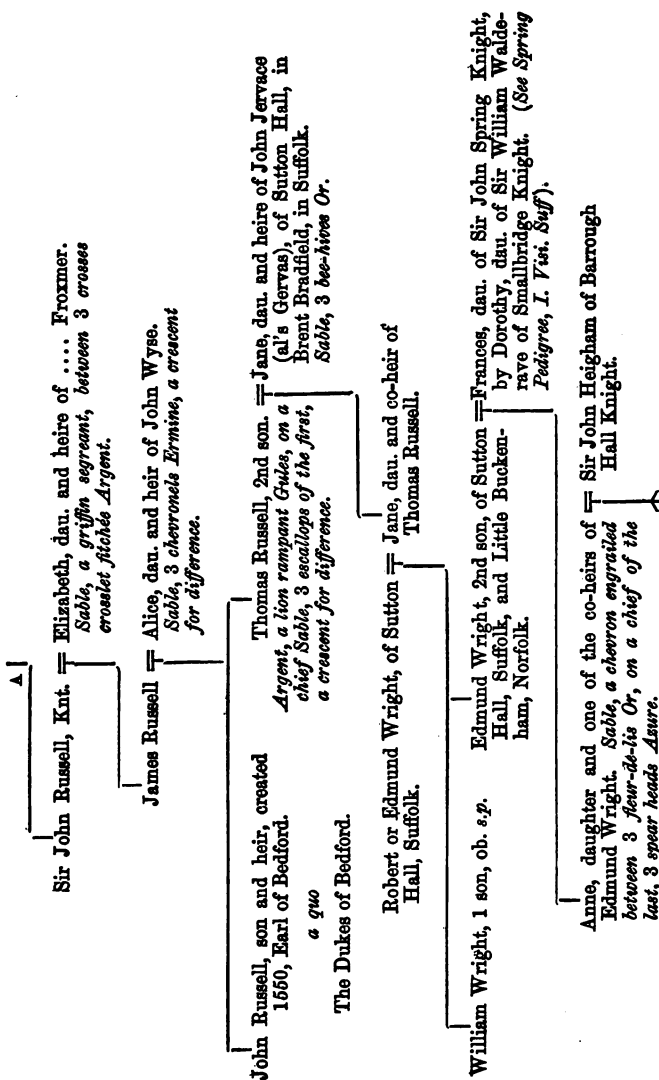 A
Sir John Russell, Knt. = Elizabeth, dau. and heire of .... Froxmer.
Sable, a griffin segreant, between 3 crosses
crosslet fitchée Argent.
James Russell = Alice, dau. and heir of John Wyse.
Sable, 3 chevronels Ermine, a crescent
for difference.
John Russell, son and heir, created
1550, Earl of Bedford.
a quo
The Dukes of Bedford.
Thomas Russell, 2nd son.
Argent, a lion rampant Gules, on a
chief Sable, 3 escallops of the first,
a crescent for difference.
= Jane, dau. and heire of John Jervace
(al's Gervas), of Sutton Hall, in
Brent Bradfield, in Suffolk.
Sable, 3 bee-hives Or.
Robert or Edmund Wright, of Sutton
Hall, Suffolk.
= Jane, dau. and co-heir of
Thomas Russell.
William Wright, 1 son, ob. s.p.
Edmund Wright, 2nd son, of Sutton
Hall, Suffolk, and Little Bucken-
ham, Norfolk.
= Frances, dau. of Sir John Spring Knight,
by Dorothy, dau. of Sir William Walde-
grave of Smallbridge Knight. (See Spring
Pedigree, I. Visi. Suff).
Anne, daughter and one of the co-heirs of
Edmund Wright. Sable, a chevron engrailed
between 3 fleur-de-lis Or, on a chief of the
last, 3 spear heads Azure.
= Sir John Heigham of Barrough
Hall Knight.